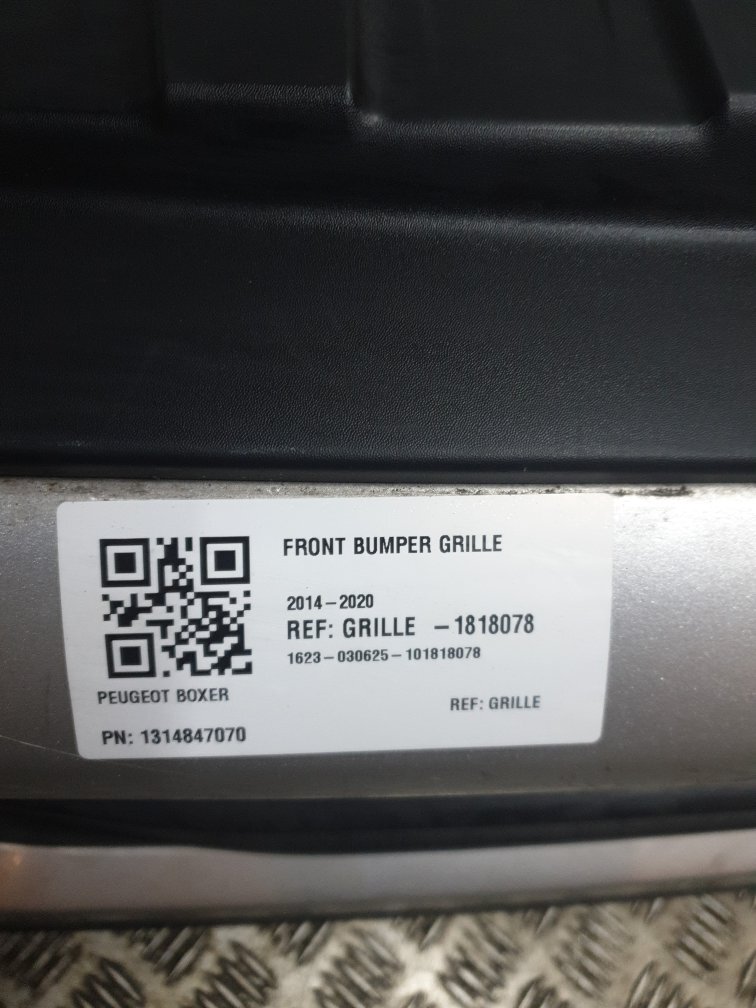 FRONT BUMPER GRILLE
2014-2020
REF: GRILLE -1818078
1623-030625-101818078
PEUGEOT BOXER
REF: GRILLE
PN: 1314847070